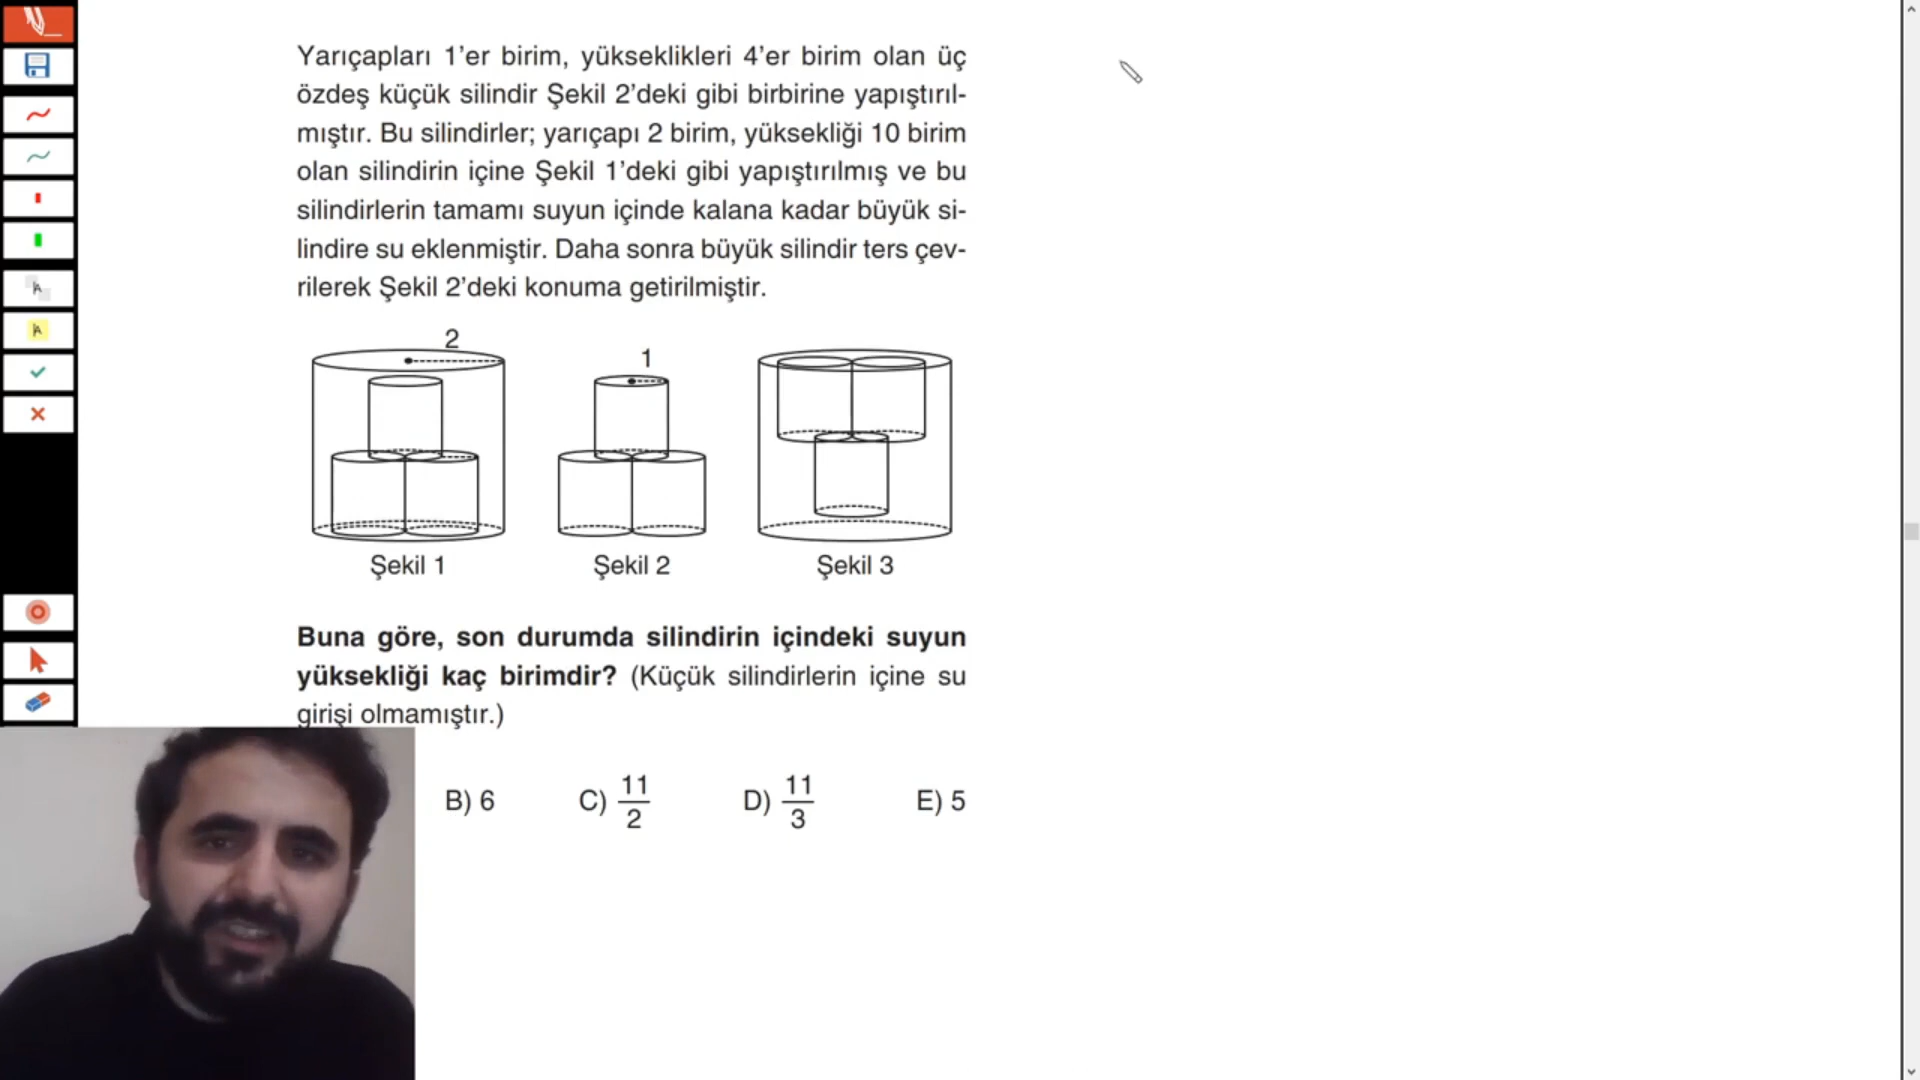 Yarıçapları 1’er birim, yükseklikleri 4’er birim olan üç
özdeş küçük silindir Şekil 2’deki gibi birbirine yapıştırıl-
mıştır. Bu silindirler; yarıçapı 2 birim, yüksekliği 10 birim
olan silindirin içine Şekil 1’deki gibi yapıştırılmış ve bu
silindirlerin tamamı suyun içinde kalana kadar büyük si-
lindire su eklenmiştir. Daha sonra büyük silindir ters çev-
rilerek Şekil 2’deki konuma getirilmiştir.
2
1
Şekil 1 Şekil 2 Şekil 3
Buna göre, son durumda silindirin içindeki suyun
yüksekliği kaç birimdir? (Küçük silindirlerin içine su
girişi olmamıştır.)
B) 6 C) 11/2 D) 11/3 E) 5